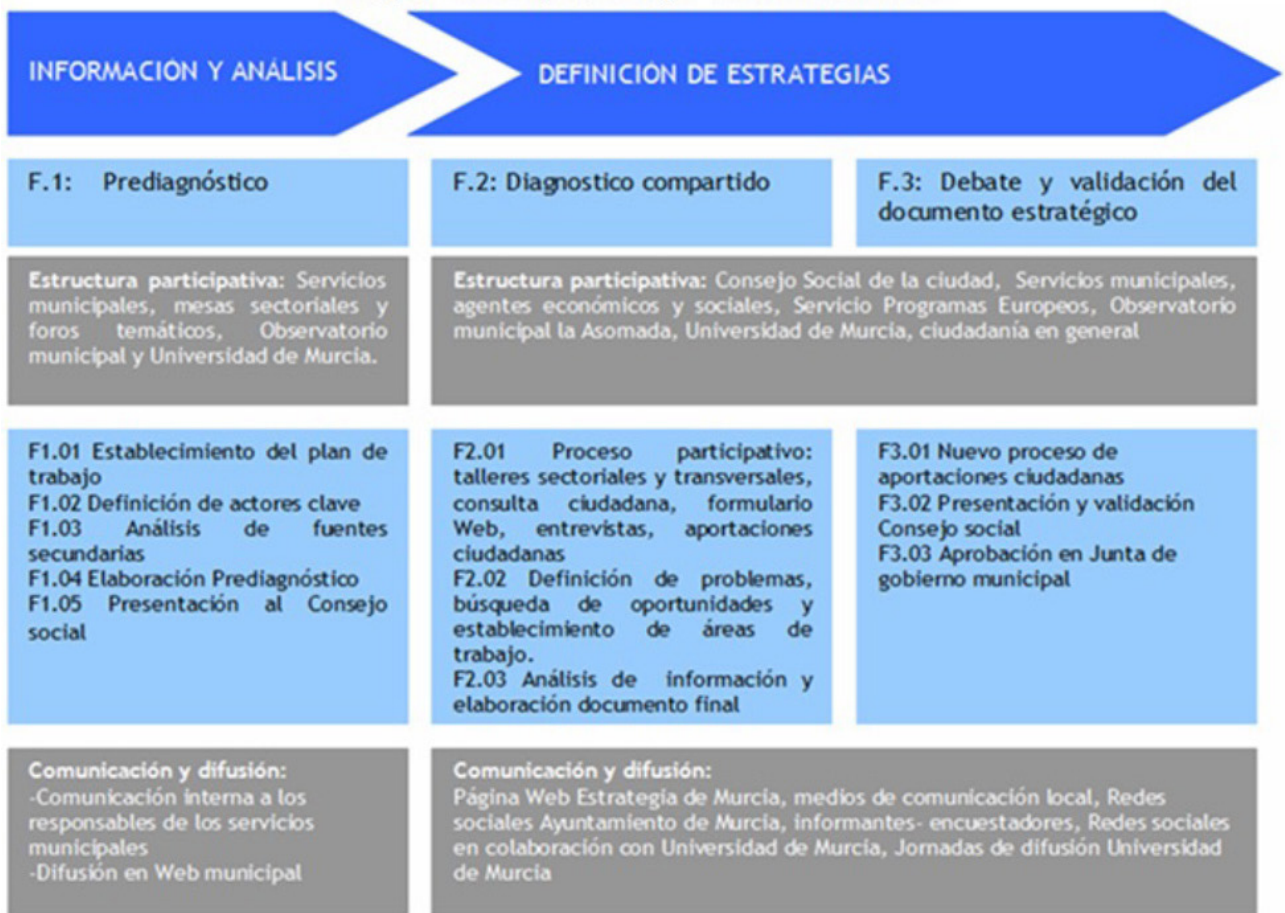 INFORMACIÓN Y ANÁLISIS
DEFINICIÓN DE ESTRATEGIAS
F.1: Prediagnóstico
F.2: Diagnostico compartido
F.3: Debate y validación del
documento estratégico
Estructura participativa: Servicios
municipales, mesas sectoriales y
foros temáticos, Observatorio
municipal y Universidad de Murcia.
Estructura participativa: Consejo Social de la ciudad, Servicios municipales,
agentes económicos y sociales, Servicio Programas Europeos, Observatorio
municipal la Asomada, Universidad de Murcia, ciudadanía en general
F1.01 Establecimiento del plan de
trabajo
F1.02 Definición de actores clave
F1.03 Análisis de fuentes
secundarias
F1.04 Elaboración Prediagnóstico
F1.05 Presentación al Consejo
social
F2.01 Proceso participativo:
talleres sectoriales y transversales,
consulta ciudadana, formulario
Web, entrevistas, aportaciones
ciudadanas
F2.02 Definición de problemas,
búsqueda de oportunidades y
establecimiento de áreas de
trabajo.
F2.03 Análisis de información y
elaboración documento final
F3.01 Nuevo proceso de
aportaciones ciudadanas
F3.02 Presentación y validación
Consejo social
F3.03 Aprobación en Junta de
gobierno municipal
Comunicación y difusión:
-Comunicación interna a los
responsables de los servicios
municipales
-Difusión en Web municipal
Comunicación y difusión:
Página Web Estrategia de Murcia, medios de comunicación local, Redes
sociales Ayuntamiento de Murcia, informantes- encuestadores, Redes sociales
en colaboración con Universidad de Murcia, Jornadas de difusión Universidad
de Murcia